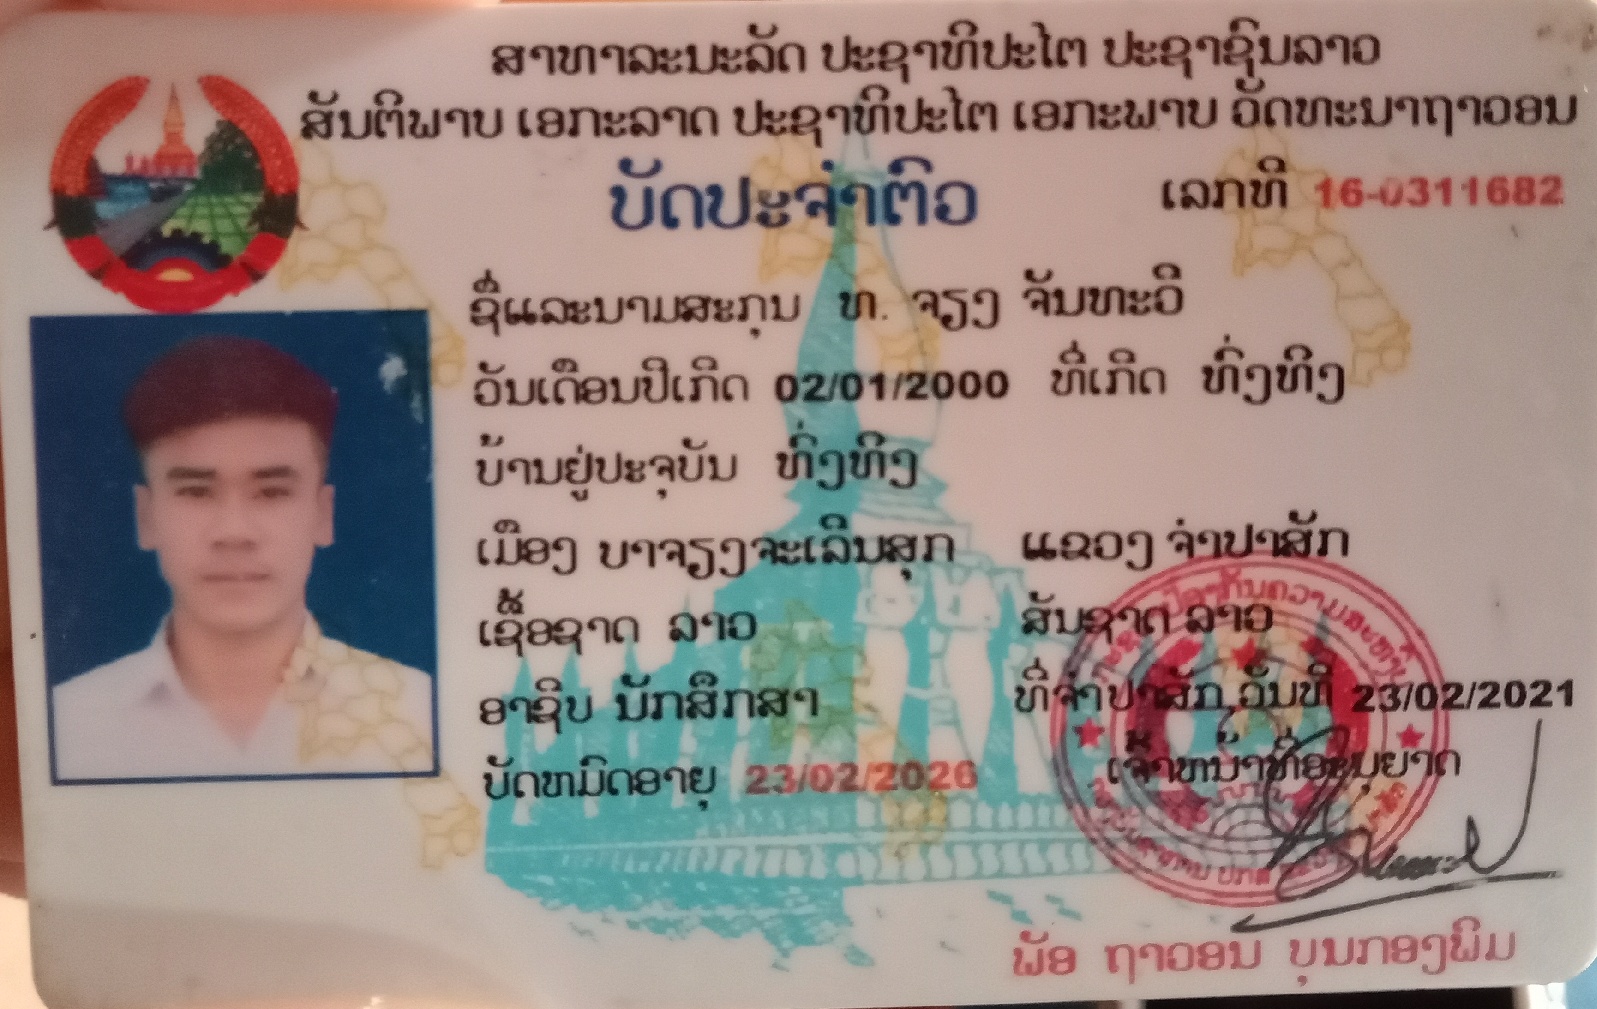 ສາທາລະນະລັດ ປະຊາທິປະໄຕ ປະຊາຊົນລາວ
ສັນຕິພາບ ເອກະລາດ ປະຊາທິປະໄຕ ເອກະພາບ ວັດທະນາຖາວອນ
ບັດປະຈຳຕົວ
ເລກທີ 16-0311682
ຊື່ແລະນາມສະກຸນ ທ. ຈຽງ ຈັນທະວີ
ວັນເດືອນປີເກີດ 02/01/2000 ທີ່ເກີດ ທົ່ງທີງ
ບ້ານຢູ່ປະຈຸບັນ ທົ່ງທີງ
ເມືອງ ບາຈຽງຈະເລີນສຸກ ແຂວງ ຈຳປາສັກ
ເຊື້ອຊາດ ລາວ ສັນຊາດ ລາວ
ອາຊີບ ນັກສຶກສາ ທີ່ຈຳປາສັກ,ວັນທີ 23/02/2021
ບັດຫມົດອາຍຸ 23/02/2026 ເຈົ້າຫນ້າທີ່ອະນຸຍາດ
ພັອ ຖາວອນ ບຸນກອງພິມ